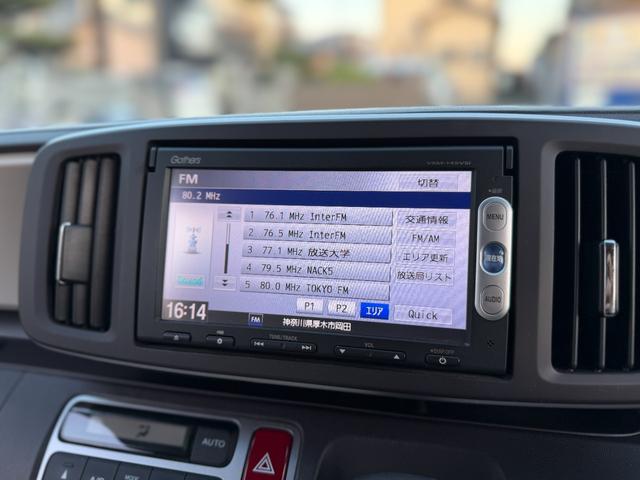 Gathers
FM
切替
80.2 MHz
1 76.1 MHz InterFM
2 76.5 MHz InterFM
3 77.1 MHz 放送大学
4 79.5 MHz NACK5
5 80.0 MHz TOKYO FM
交通情報
FM/AM
エリア更新
放送局リスト
P1 P2 エリア
Quick
16:14
FM 神奈川県厚木市岡田
MENU
現在地
AUDIO
TUNE/TRACK
VOL
AUTO